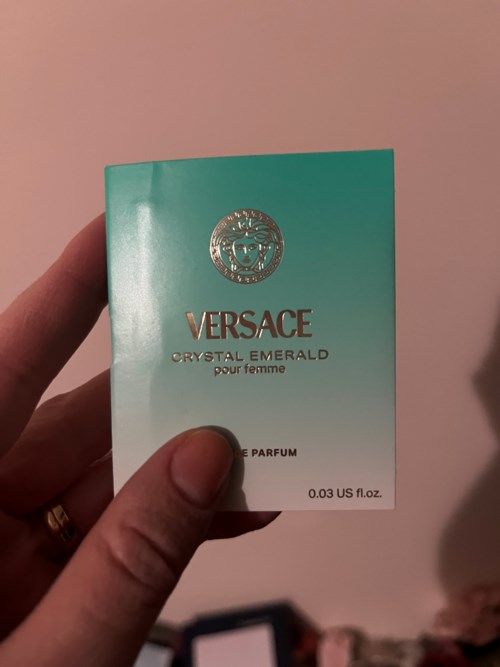 VERSACE
CRYSTAL EMERALD
pour femme
E PARFUM
0.03 US fl.oz.